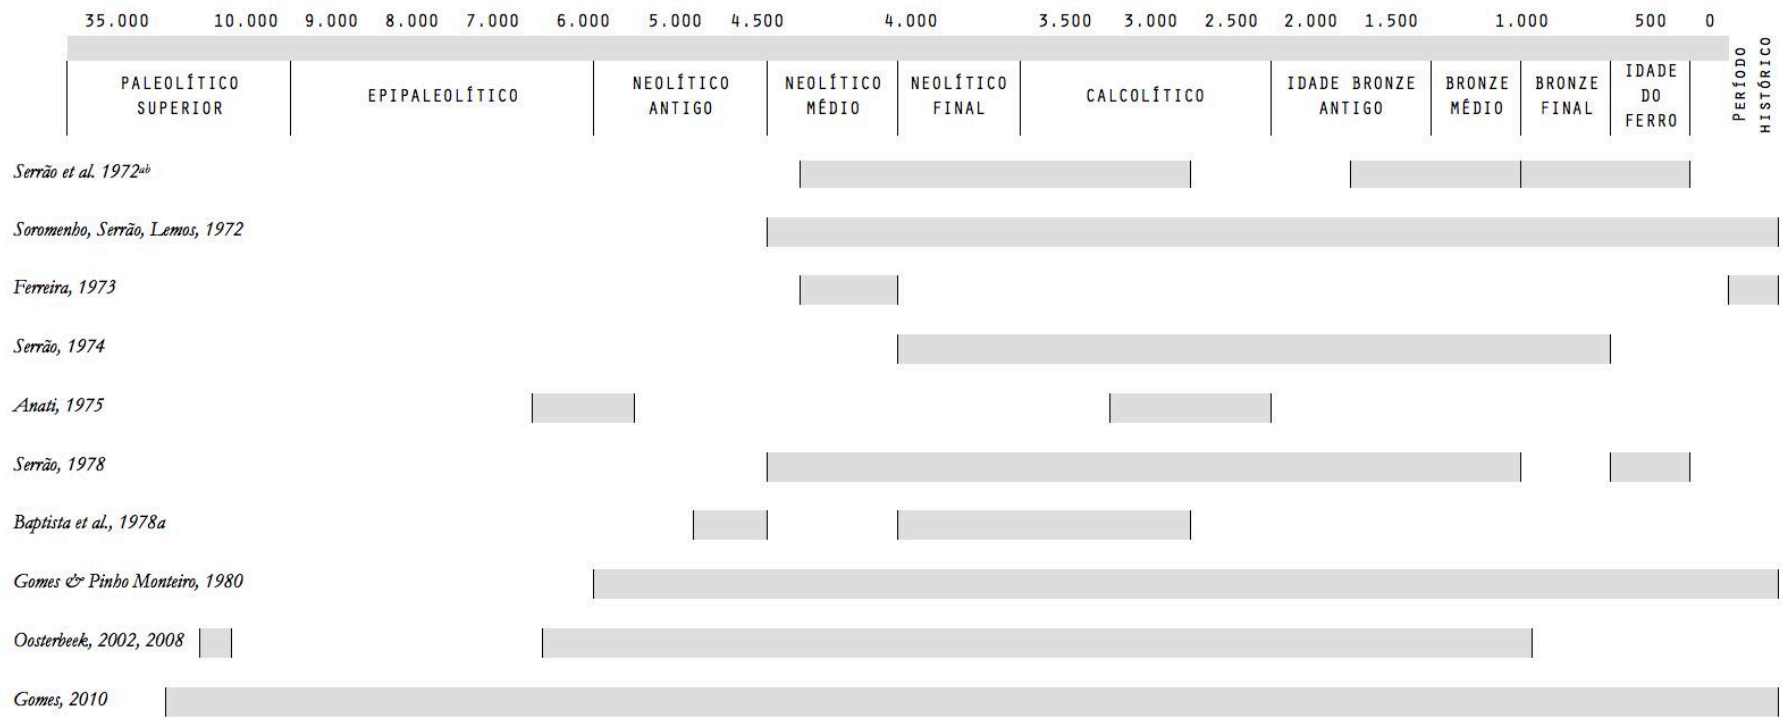 35.000 10.000 9.000 8.000 7.000 6.000 5.000 4.500 4.000 3.500 3.000 2.500 2.000 1.500 1.000 500 0
PALEOLÍTICO
SUPERIOR
EPIPALEOLÍTICO
NEOLÍTICO
ANTIGO
NEOLÍTICO
MÉDIO
NEOLÍTICO
FINAL
CALCOLÍTICO
IDADE BRONZE
ANTIGO
BRONZE
MÉDIO
BRONZE
FINAL
IDADE
DO
FERRO
PERÍODO
HISTÓRICO
Serrão et al. 1972ab
Soromenho, Serrão, Lemos, 1972
Ferreira, 1973
Serrão, 1974
Anati, 1975
Serrão, 1978
Baptista et al., 1978a
Gomes & Pinho Monteiro, 1980
Oosterbeek, 2002, 2008
Gomes, 2010